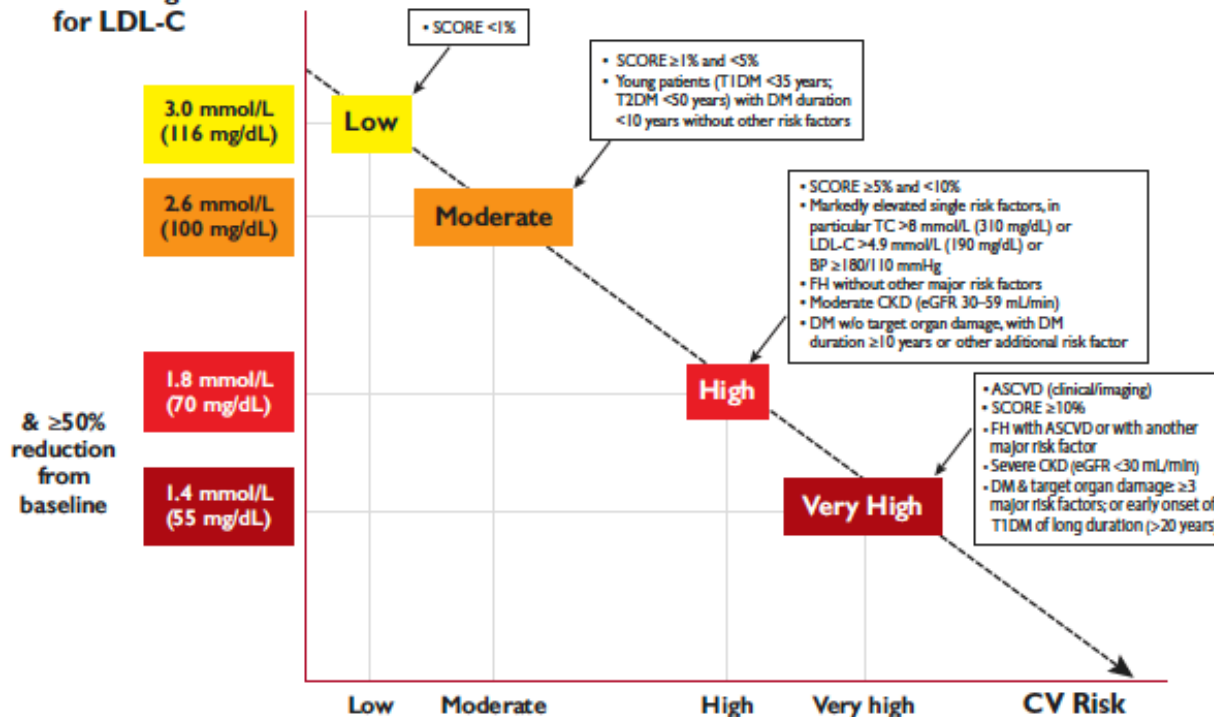 for LDL-C
• SCORE <1%
• SCORE ≥1% and <5%
• Young patients (T1DM <35 years;
T2DM <50 years) with DM duration
<10 years without other risk factors
3.0 mmol/L
(116 mg/dL)
Low
2.6 mmol/L
(100 mg/dL)
Moderate
• SCORE ≥5% and <10%
• Markedly elevated single risk factors, in
particular TC >8 mmol/L (310 mg/dL) or
LDL-C >4.9 mmol/L (190 mg/dL) or
BP ≥180/110 mmHg
• FH without other major risk factors
• Moderate CKD (eGFR 30–59 mL/min)
• DM w/o target organ damage, with DM
duration ≥10 years or other additional risk factor
1.8 mmol/L
(70 mg/dL)
High
• ASCVD (clinical/imaging)
• SCORE ≥10%
• FH with ASCVD or with another
major risk factor
• Severe CKD (eGFR <30 mL/min)
• DM & target organ damage: ≥3
major risk factors; or early onset of
T1DM of long duration (>20 years)
& ≥50%
reduction
from
baseline
1.4 mmol/L
(55 mg/dL)
Very High
Low Moderate High Very high CV Risk